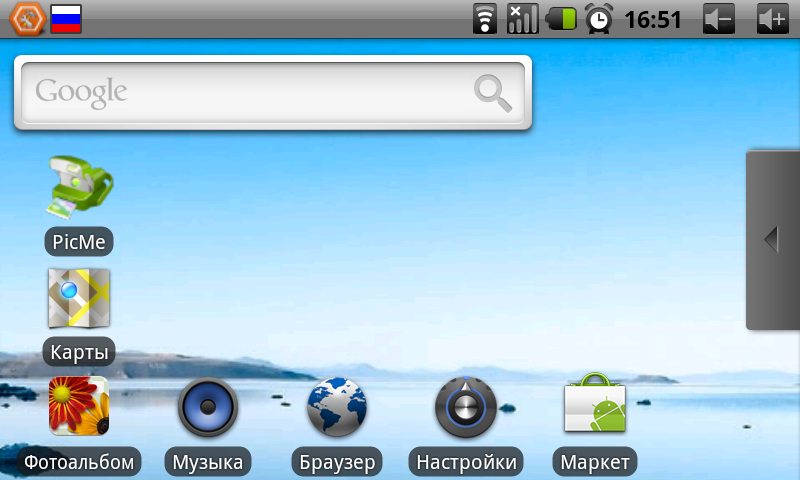 16:51
Google
PicMe
Карты
Фотоальбом
Музыка
Браузер
Настройки
Маркет